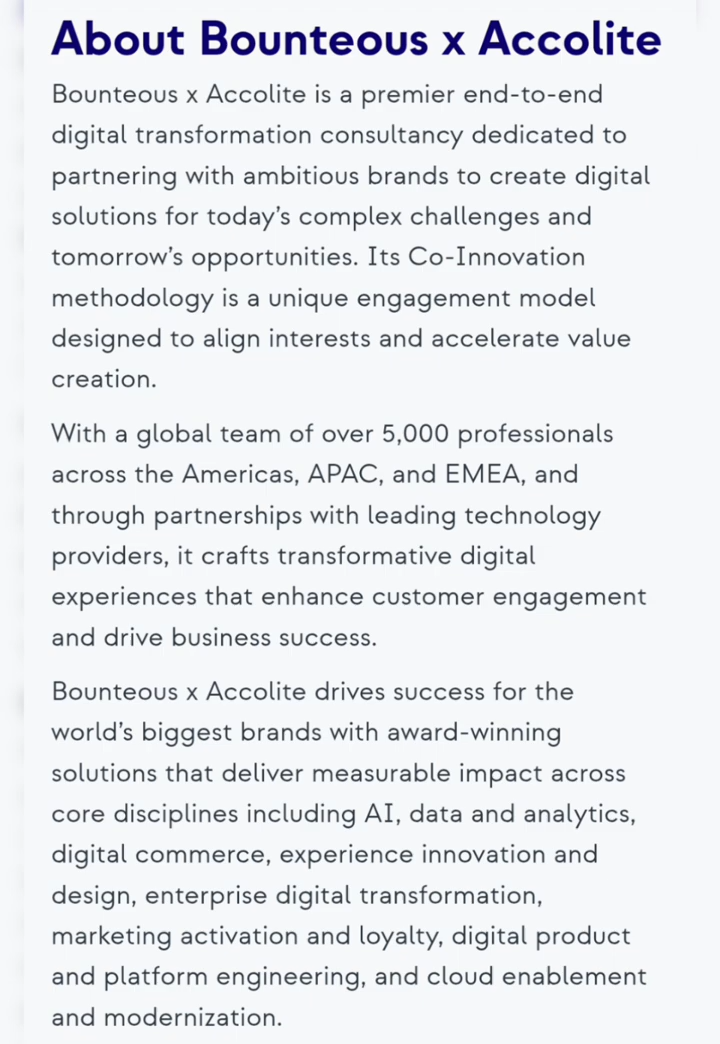 About Bounteous x Accolite
Bounteous x Accolite is a premier end-to-end
digital transformation consultancy dedicated to
partnering with ambitious brands to create digital
solutions for today’s complex challenges and
tomorrow’s opportunities. Its Co-Innovation
methodology is a unique engagement model
designed to align interests and accelerate value
creation.
With a global team of over 5,000 professionals
across the Americas, APAC, and EMEA, and
through partnerships with leading technology
providers, it crafts transformative digital
experiences that enhance customer engagement
and drive business success.
Bounteous x Accolite drives success for the
world’s biggest brands with award-winning
solutions that deliver measurable impact across
core disciplines including AI, data and analytics,
digital commerce, experience innovation and
design, enterprise digital transformation,
marketing activation and loyalty, digital product
and platform engineering, and cloud enablement
and modernization.